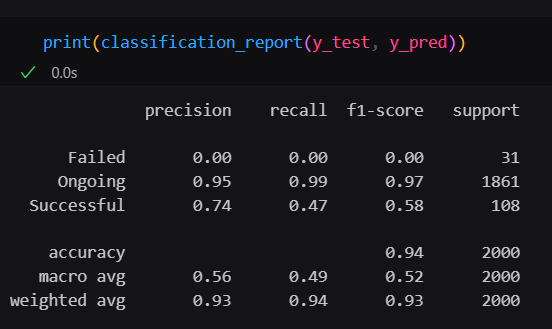 print(classification_report(y_test, y_pred))
0.0s
precision recall f1-score support
Failed 0.00 0.00 0.00 31
Ongoing 0.95 0.99 0.97 1861
Successful 0.74 0.47 0.58 108
accuracy 0.94 2000
macro avg 0.56 0.49 0.52 2000
weighted avg 0.93 0.94 0.93 2000